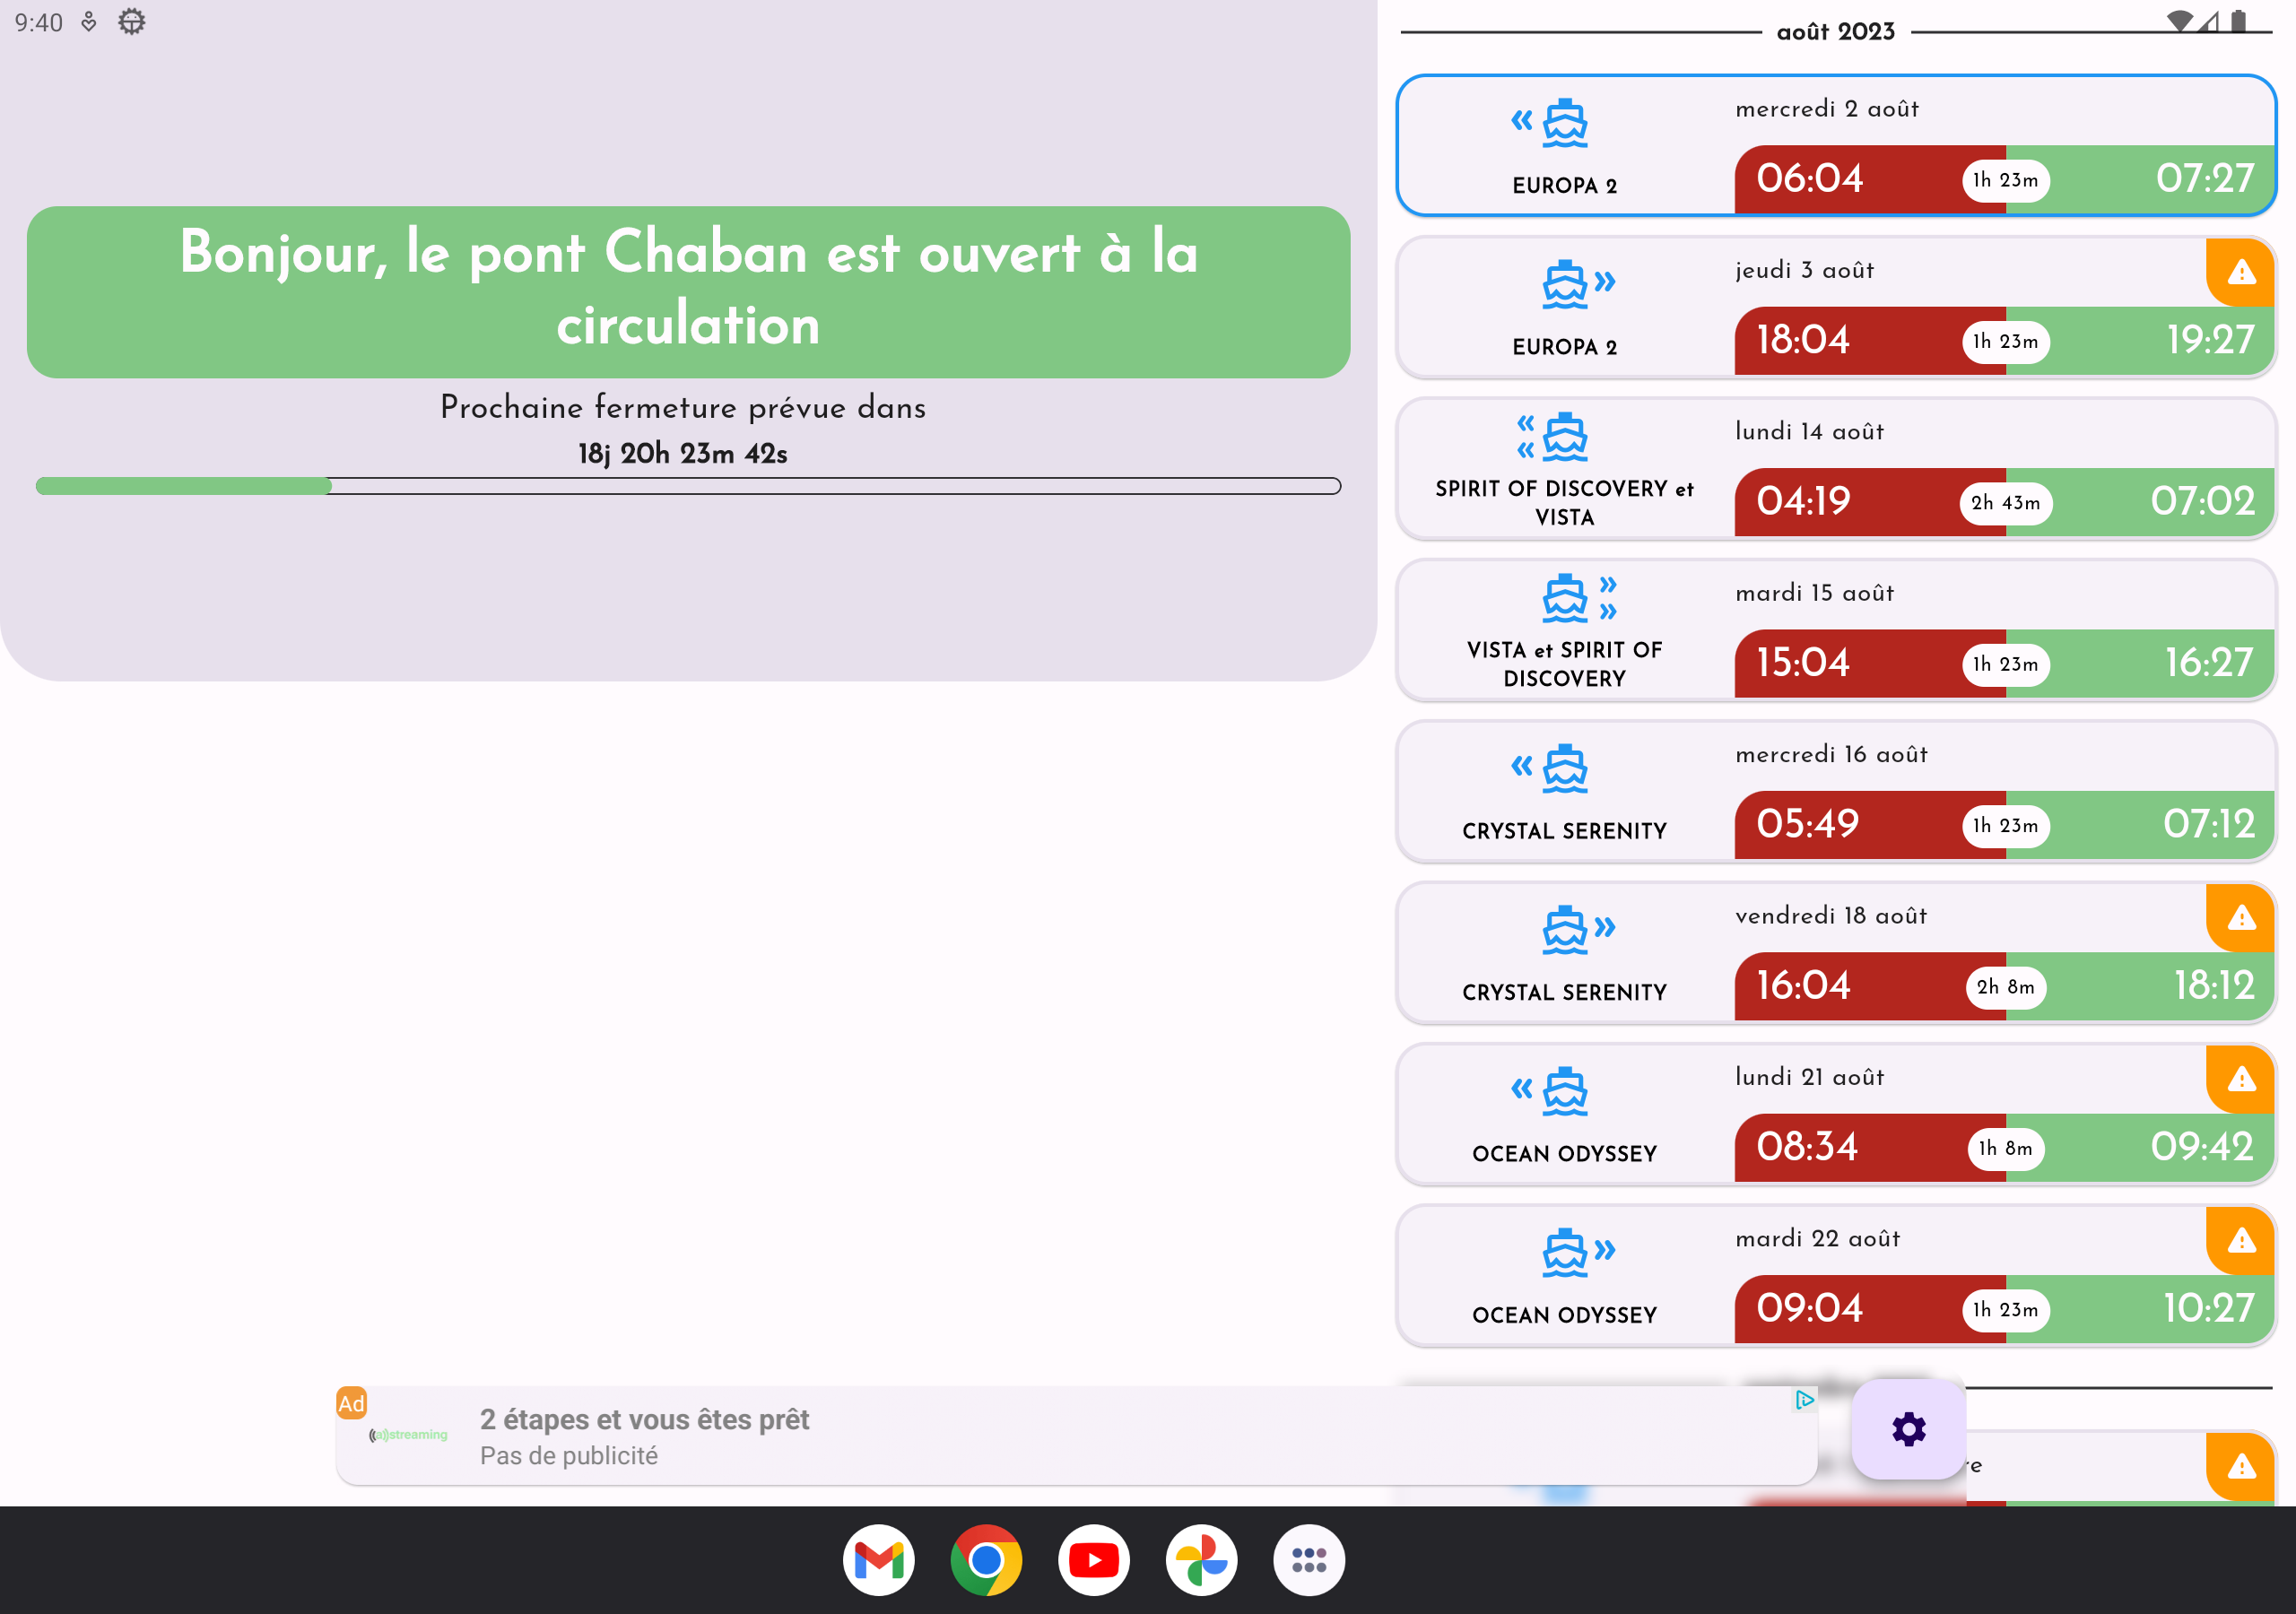 9:40
Bonjour, le pont Chaban est ouvert à la
circulation
Prochaine fermeture prévue dans
18j 20h 23m 42s
août 2023
mercredi 2 août
EUROPA 2
06:04
1h 23m
07:27
jeudi 3 août
EUROPA 2
18:04
1h 23m
19:27
lundi 14 août
SPIRIT OF DISCOVERY et
VISTA
04:19
2h 43m
07:02
mardi 15 août
VISTA et SPIRIT OF
DISCOVERY
15:04
1h 23m
16:27
mercredi 16 août
CRYSTAL SERENITY
05:49
1h 23m
07:12
vendredi 18 août
CRYSTAL SERENITY
16:04
2h 8m
18:12
lundi 21 août
OCEAN ODYSSEY
08:34
1h 8m
09:42
mardi 22 août
OCEAN ODYSSEY
09:04
1h 23m
10:27
Ad
((a))streaming
2 étapes et vous êtes prêt
Pas de publicité